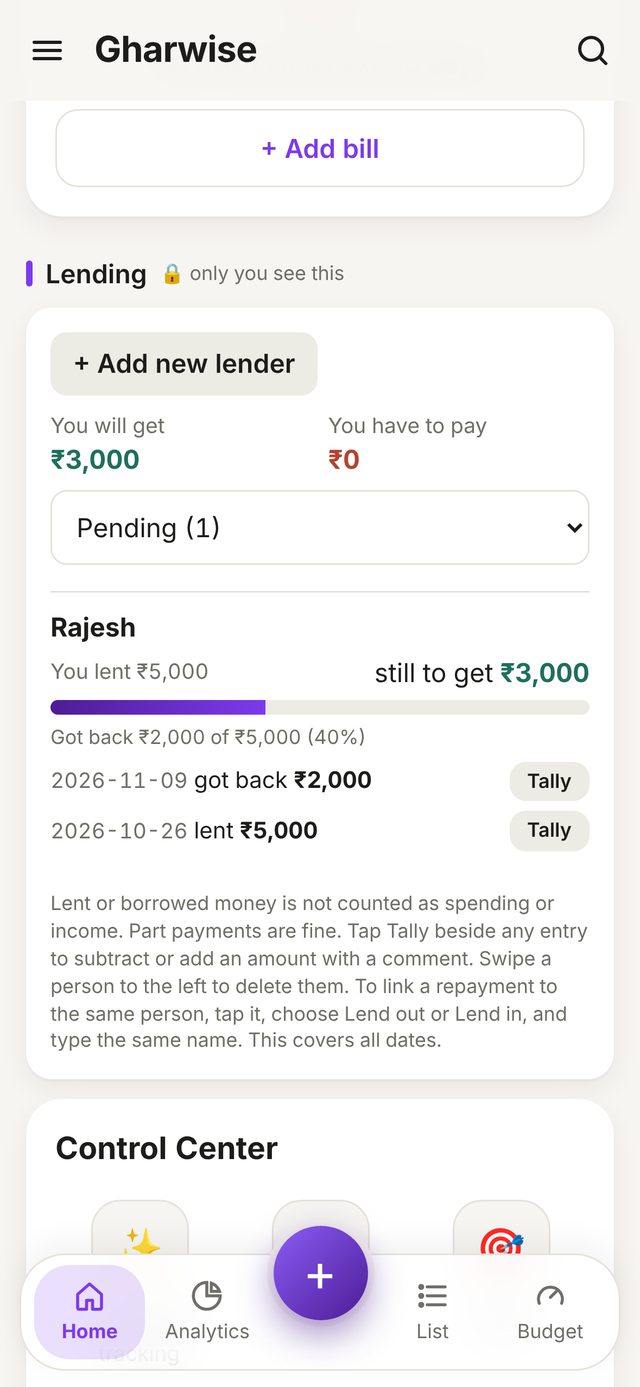 Gharwise
+ Add bill
Lending 🔒 only you see this
+ Add new lender
You will get
₹3,000
You have to pay
₹0
Pending (1)
Rajesh
You lent ₹5,000
still to get ₹3,000
Got back ₹2,000 of ₹5,000 (40%)
2026-11-09 got back ₹2,000
Tally
2026-10-26 lent ₹5,000
Tally
Lent or borrowed money is not counted as spending or
income. Part payments are fine. Tap Tally beside any entry
to subtract or add an amount with a comment. Swipe a
person to the left to delete them. To link a repayment to
the same person, tap it, choose Lend out or Lend in, and
type the same name. This covers all dates.
Control Center
+
Home
Analytics
List
Budget
tracking